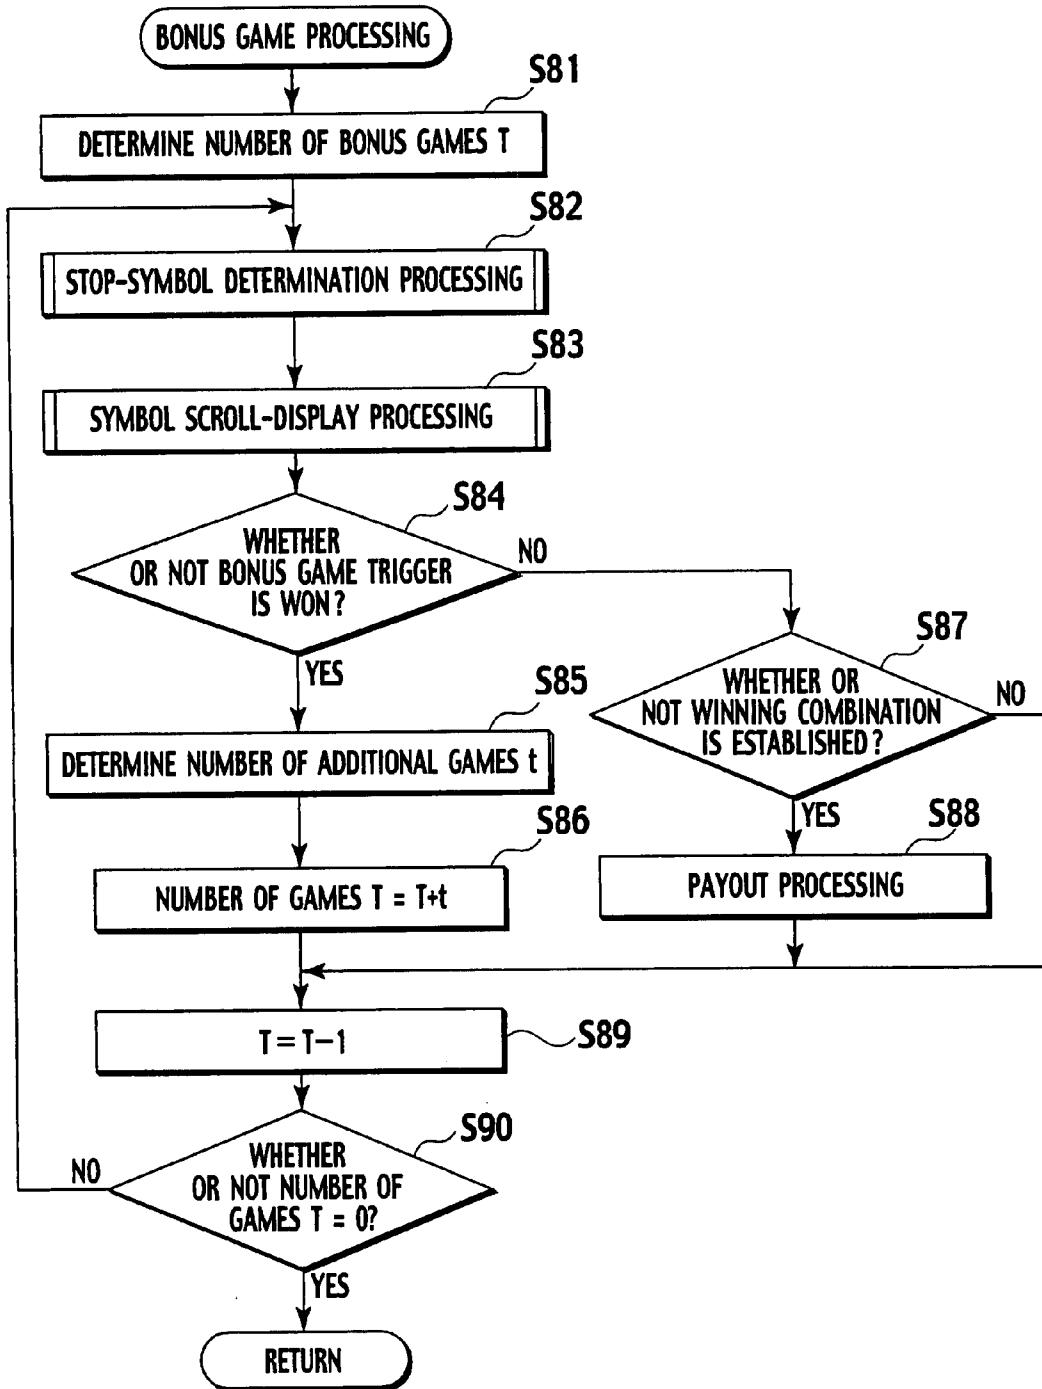 BONUS GAME PROCESSING
S81
DETERMINE NUMBER OF BONUS GAMES T
S82
STOP-SYMBOL DETERMINATION PROCESSING
S83
SYMBOL SCROLL-DISPLAY PROCESSING
S84
WHETHER
OR NOT BONUS GAME TRIGGER
IS WON?
NO
YES
S87
WHETHER OR
NOT WINNING COMBINATION
IS ESTABLISHED?
NO
YES
S85
DETERMINE NUMBER OF ADDITIONAL GAMES t
S86
NUMBER OF GAMES T = T+t
S88
PAYOUT PROCESSING
T = T-1
S89
S90
WHETHER
OR NOT NUMBER OF
GAMES T = 0?
NO
YES
RETURN